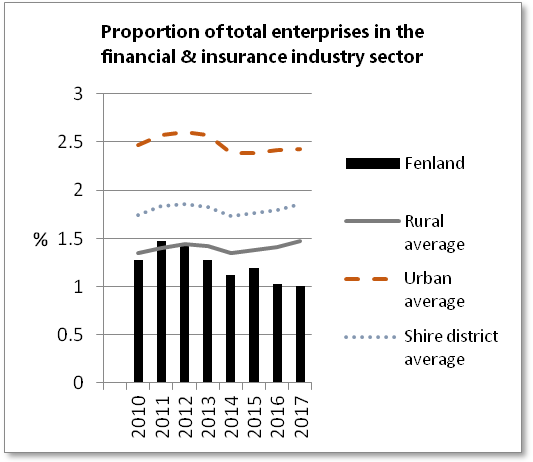 Proportion of total enterprises in the
financial & insurance industry sector
3
2.5
2
1.5
1
0.5
0
%
2010
2011
2012
2013
2014
2015
2016
2017
Fenland
Rural
average
Urban
average
Shire district
average